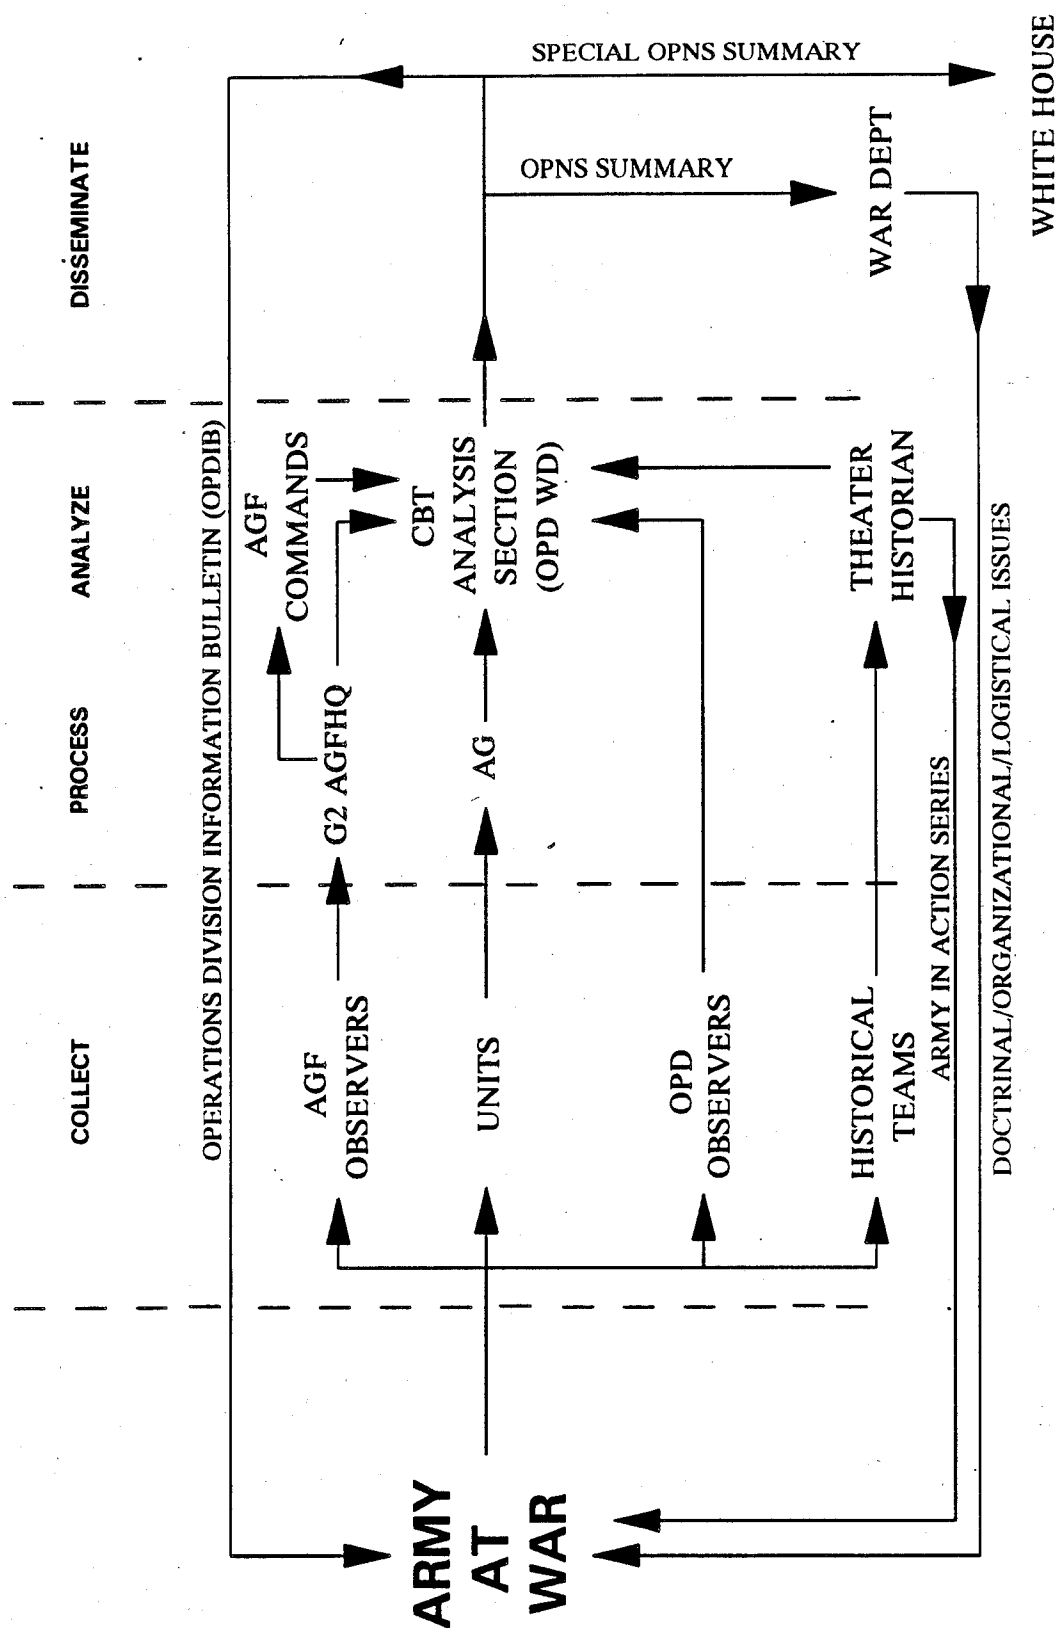 COLLECT
PROCESS
ANALYZE
DISSEMINATE
OPERATIONS DIVISION INFORMATION BULLETIN (OPDIB)
ARMY
AT
WAR
AGF
OBSERVERS
G2 AGFHQ
AGF
COMMANDS
UNITS
AG
CBT
ANALYSIS
SECTION
(OPD WD)
OPD
OBSERVERS
HISTORICAL
TEAMS
THEATER
HISTORIAN
SPECIAL OPNS SUMMARY
OPNS SUMMARY
WAR DEPT
WHITE HOUSE
ARMY IN ACTION SERIES
DOCTRINAL/ORGANIZATIONAL/LOGISTICAL ISSUES